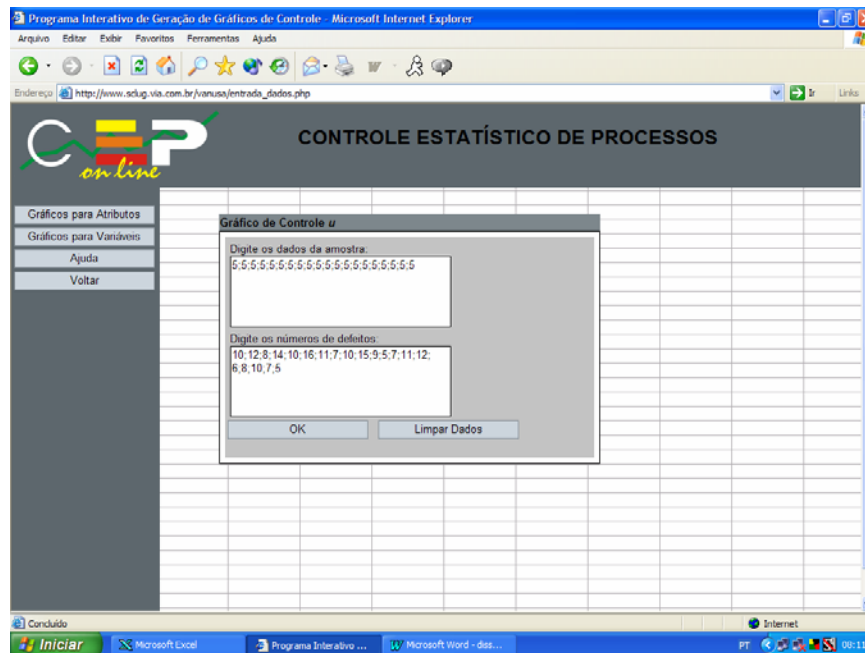 Programa Interativo de Geração de Gráficos de Controle - Microsoft Internet Explorer
Arquivo Editar Exibir Favoritos Ferramentas Ajuda
Endereço http://www.sclug.via.com.br/vanusa/entrada_dados.php Ir Links
CEP
on line
CONTROLE ESTATÍSTICO DE PROCESSOS
Gráficos para Atributos
Gráficos para Variáveis
Ajuda
Voltar
Gráfico de Controle u
Digite os dados da amostra:
5;5;5;5;5;5;5;5;5;5;5;5;5;5;5;5;5;5;5;5
Digite os números de defeitos:
10;12;8;14;10;16;11;7;10;15;9;5;7;11;12;
6;8;10;7;5
OK Limpar Dados
Concluído Internet
Iniciar Microsoft Excel Programa Interativo ... Microsoft Word - diss... PT 08:11